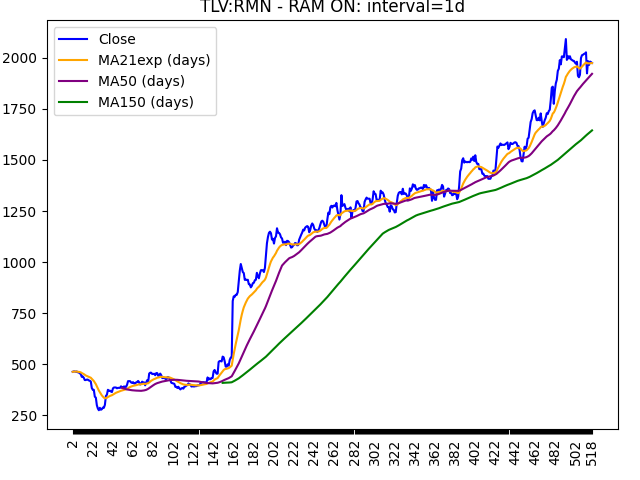 TLV:RMN - RAM ON: interval=1d
Close
MA21exp (days)
MA50 (days)
MA150 (days)
2000
1750
1500
1250
1000
750
500
250
2 22 42 62 82 102 122 142 162 182 202 222 242 262 282 302 322 342 362 382 402 422 442 462 482 502 518